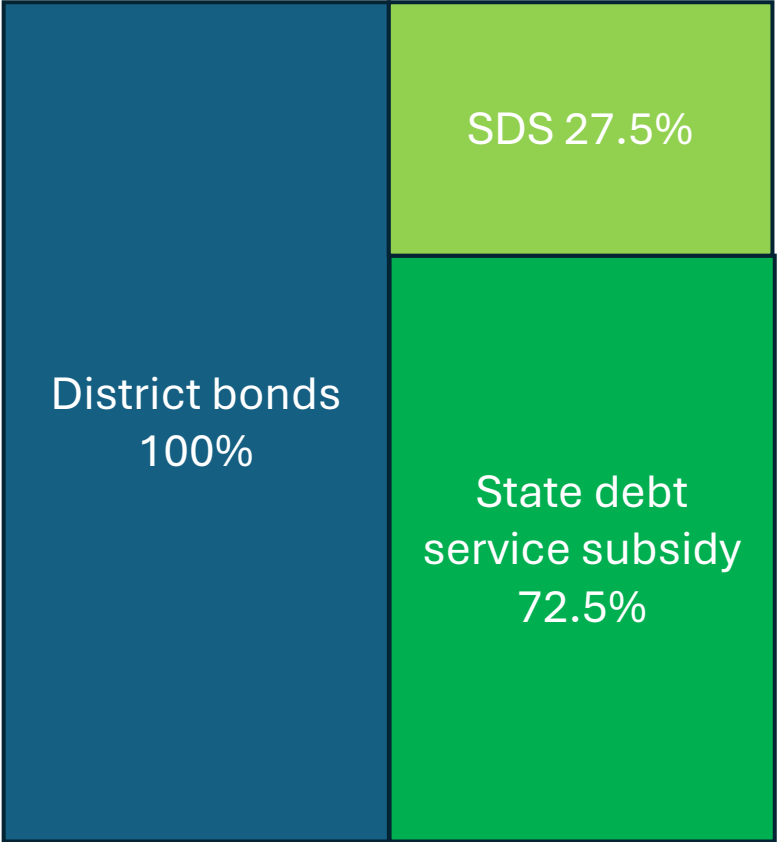 District bonds
100%
SDS 27.5%
State debt
service subsidy
72.5%